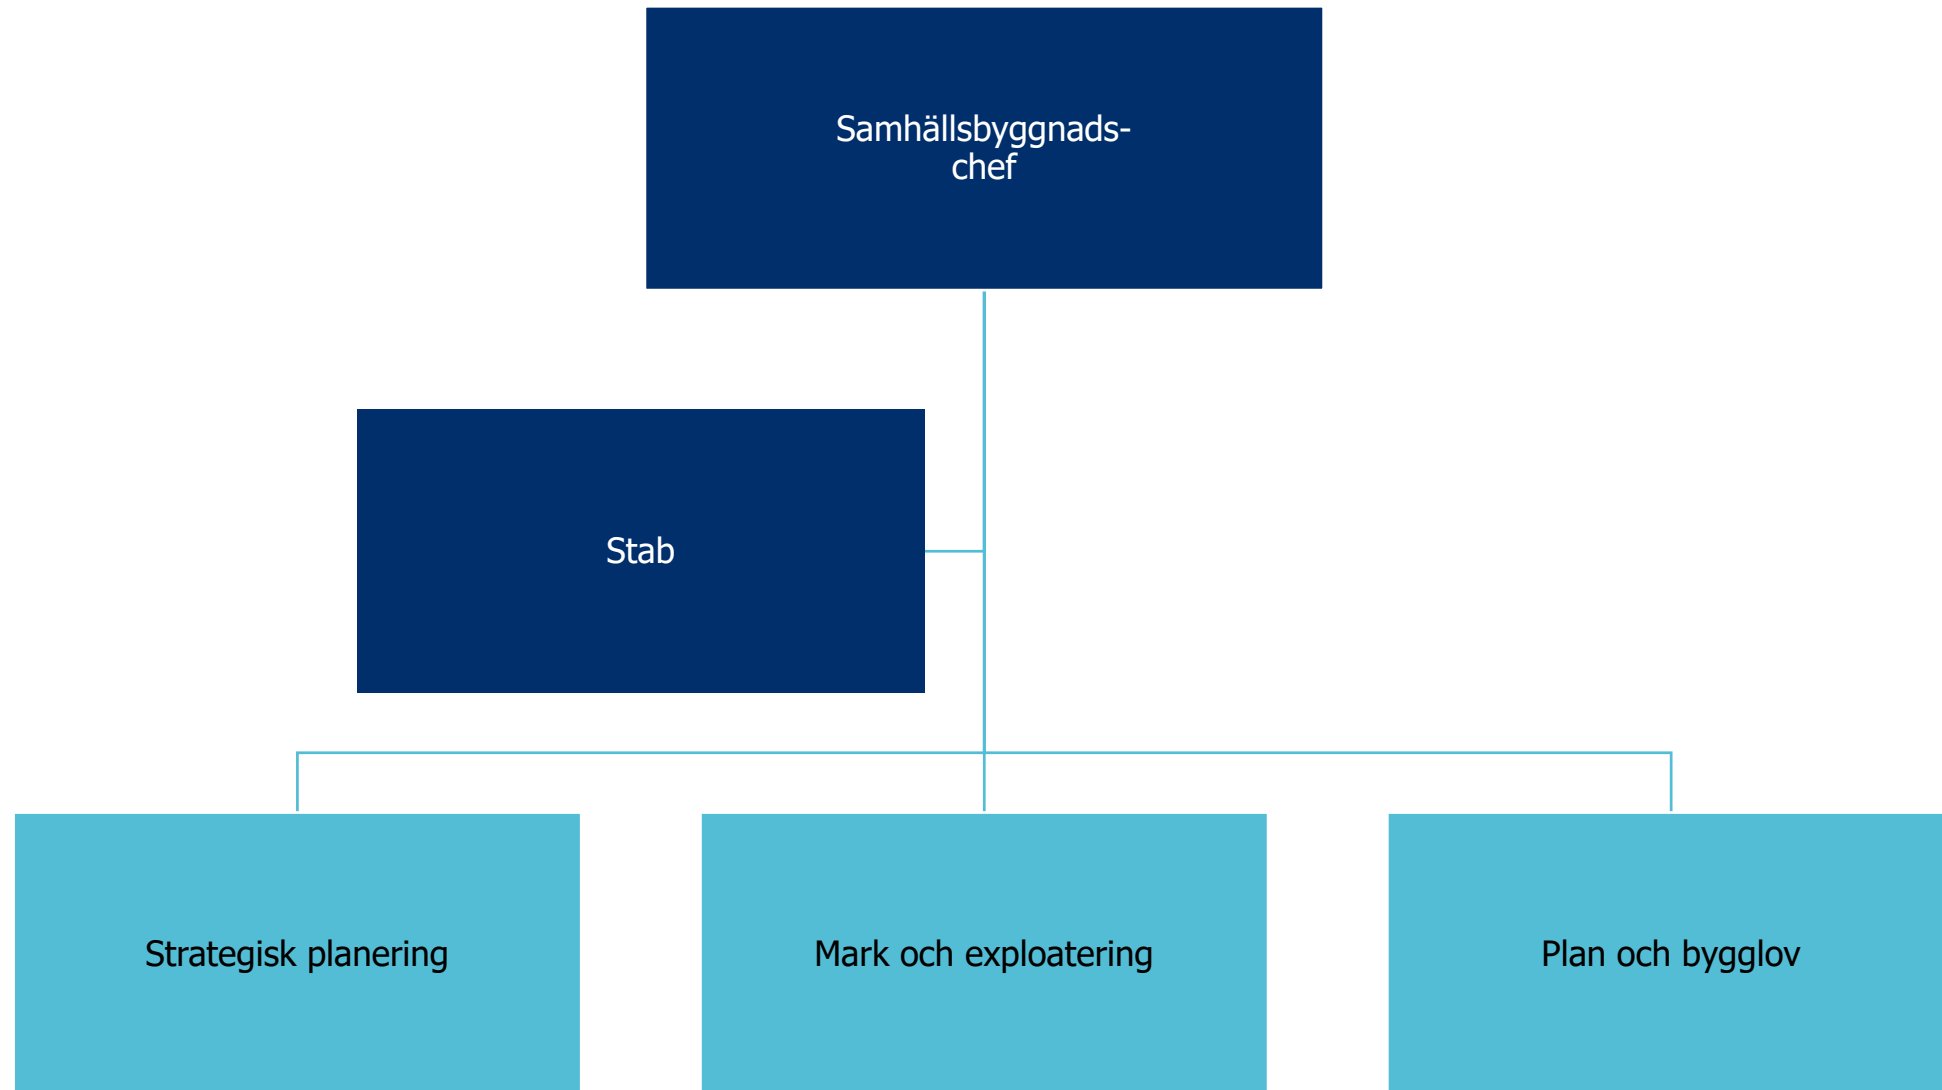 Samhällsbyggnads-
chef
Stab
Strategisk planering
Mark och exploatering
Plan och bygglov